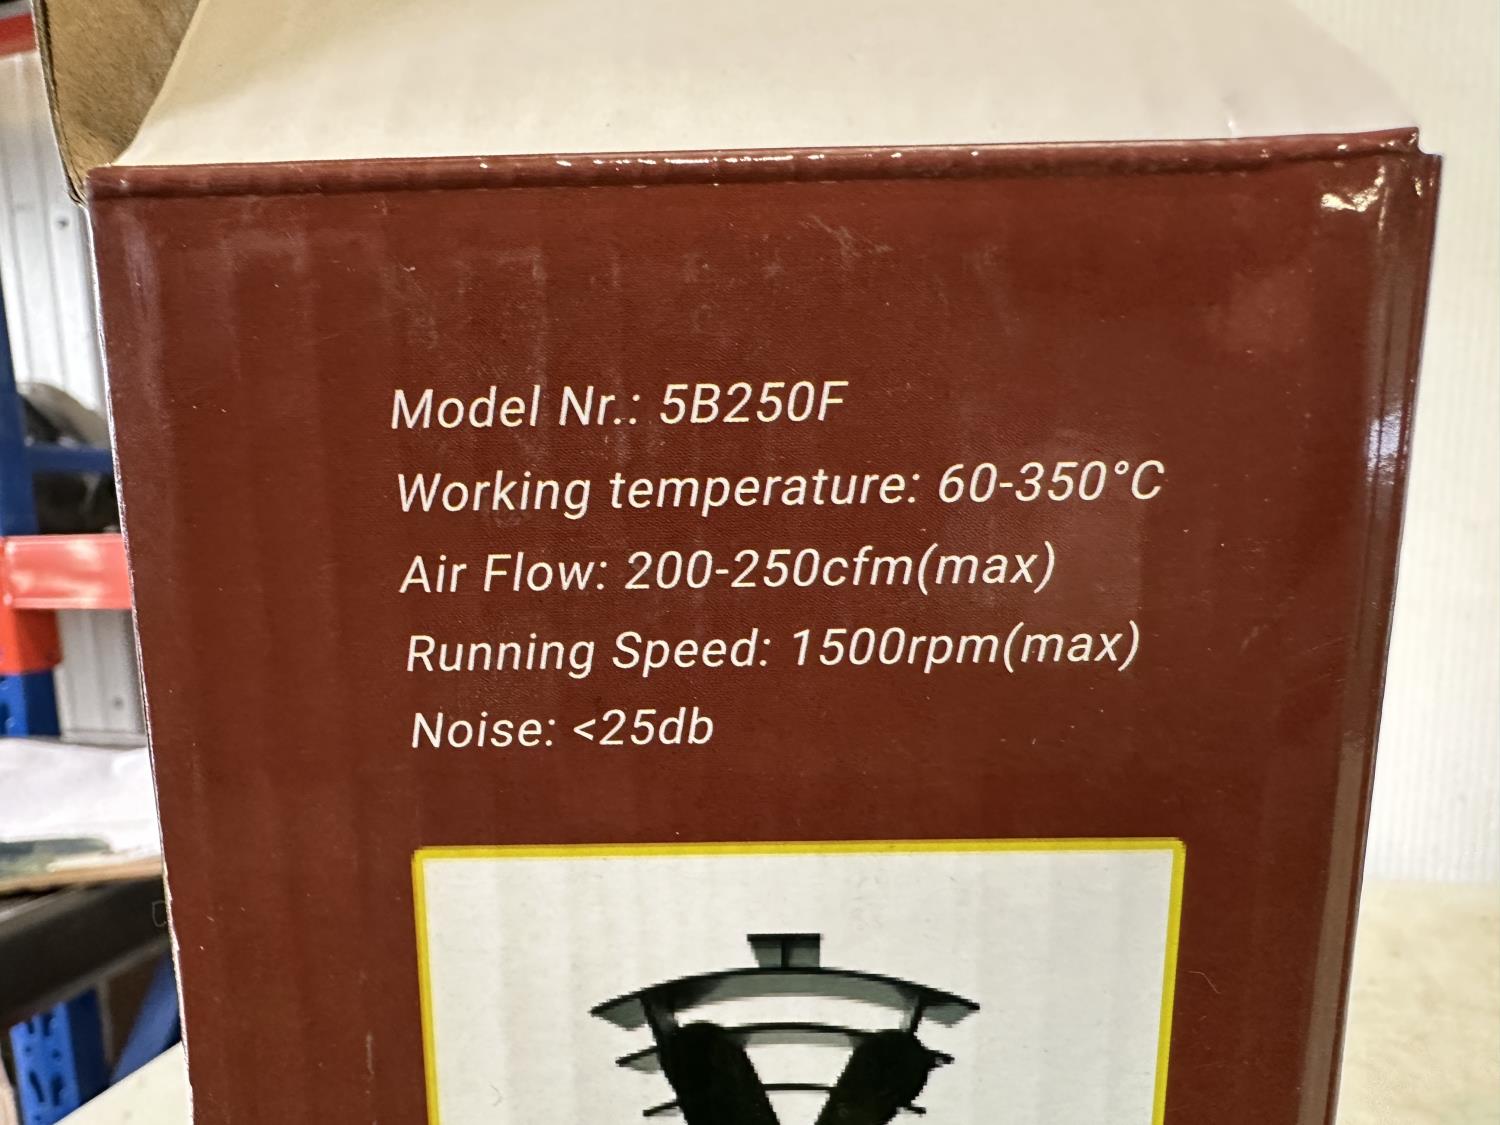 Model Nr.: 5B250F
Working temperature: 60-350°C
Air Flow: 200-250cfm(max)
Running Speed: 1500rpm(max)
Noise: <25db